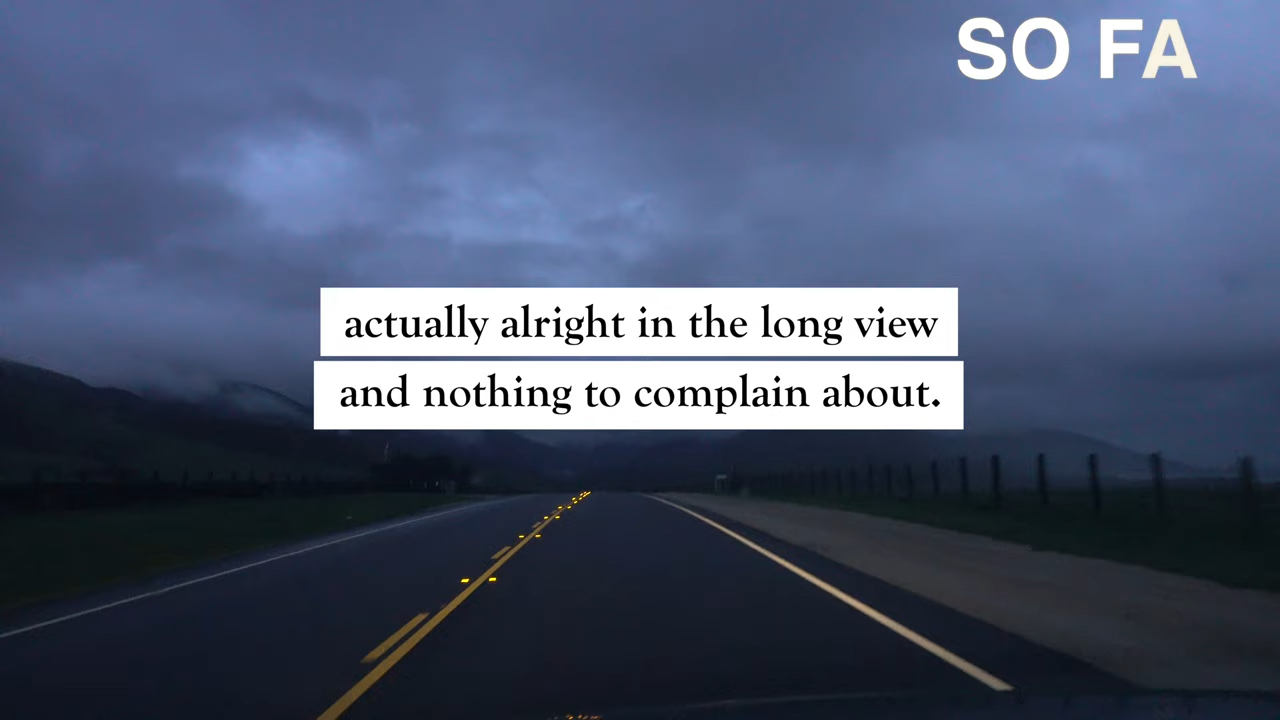 SO FA
actually alright in the long view
and nothing to complain about.